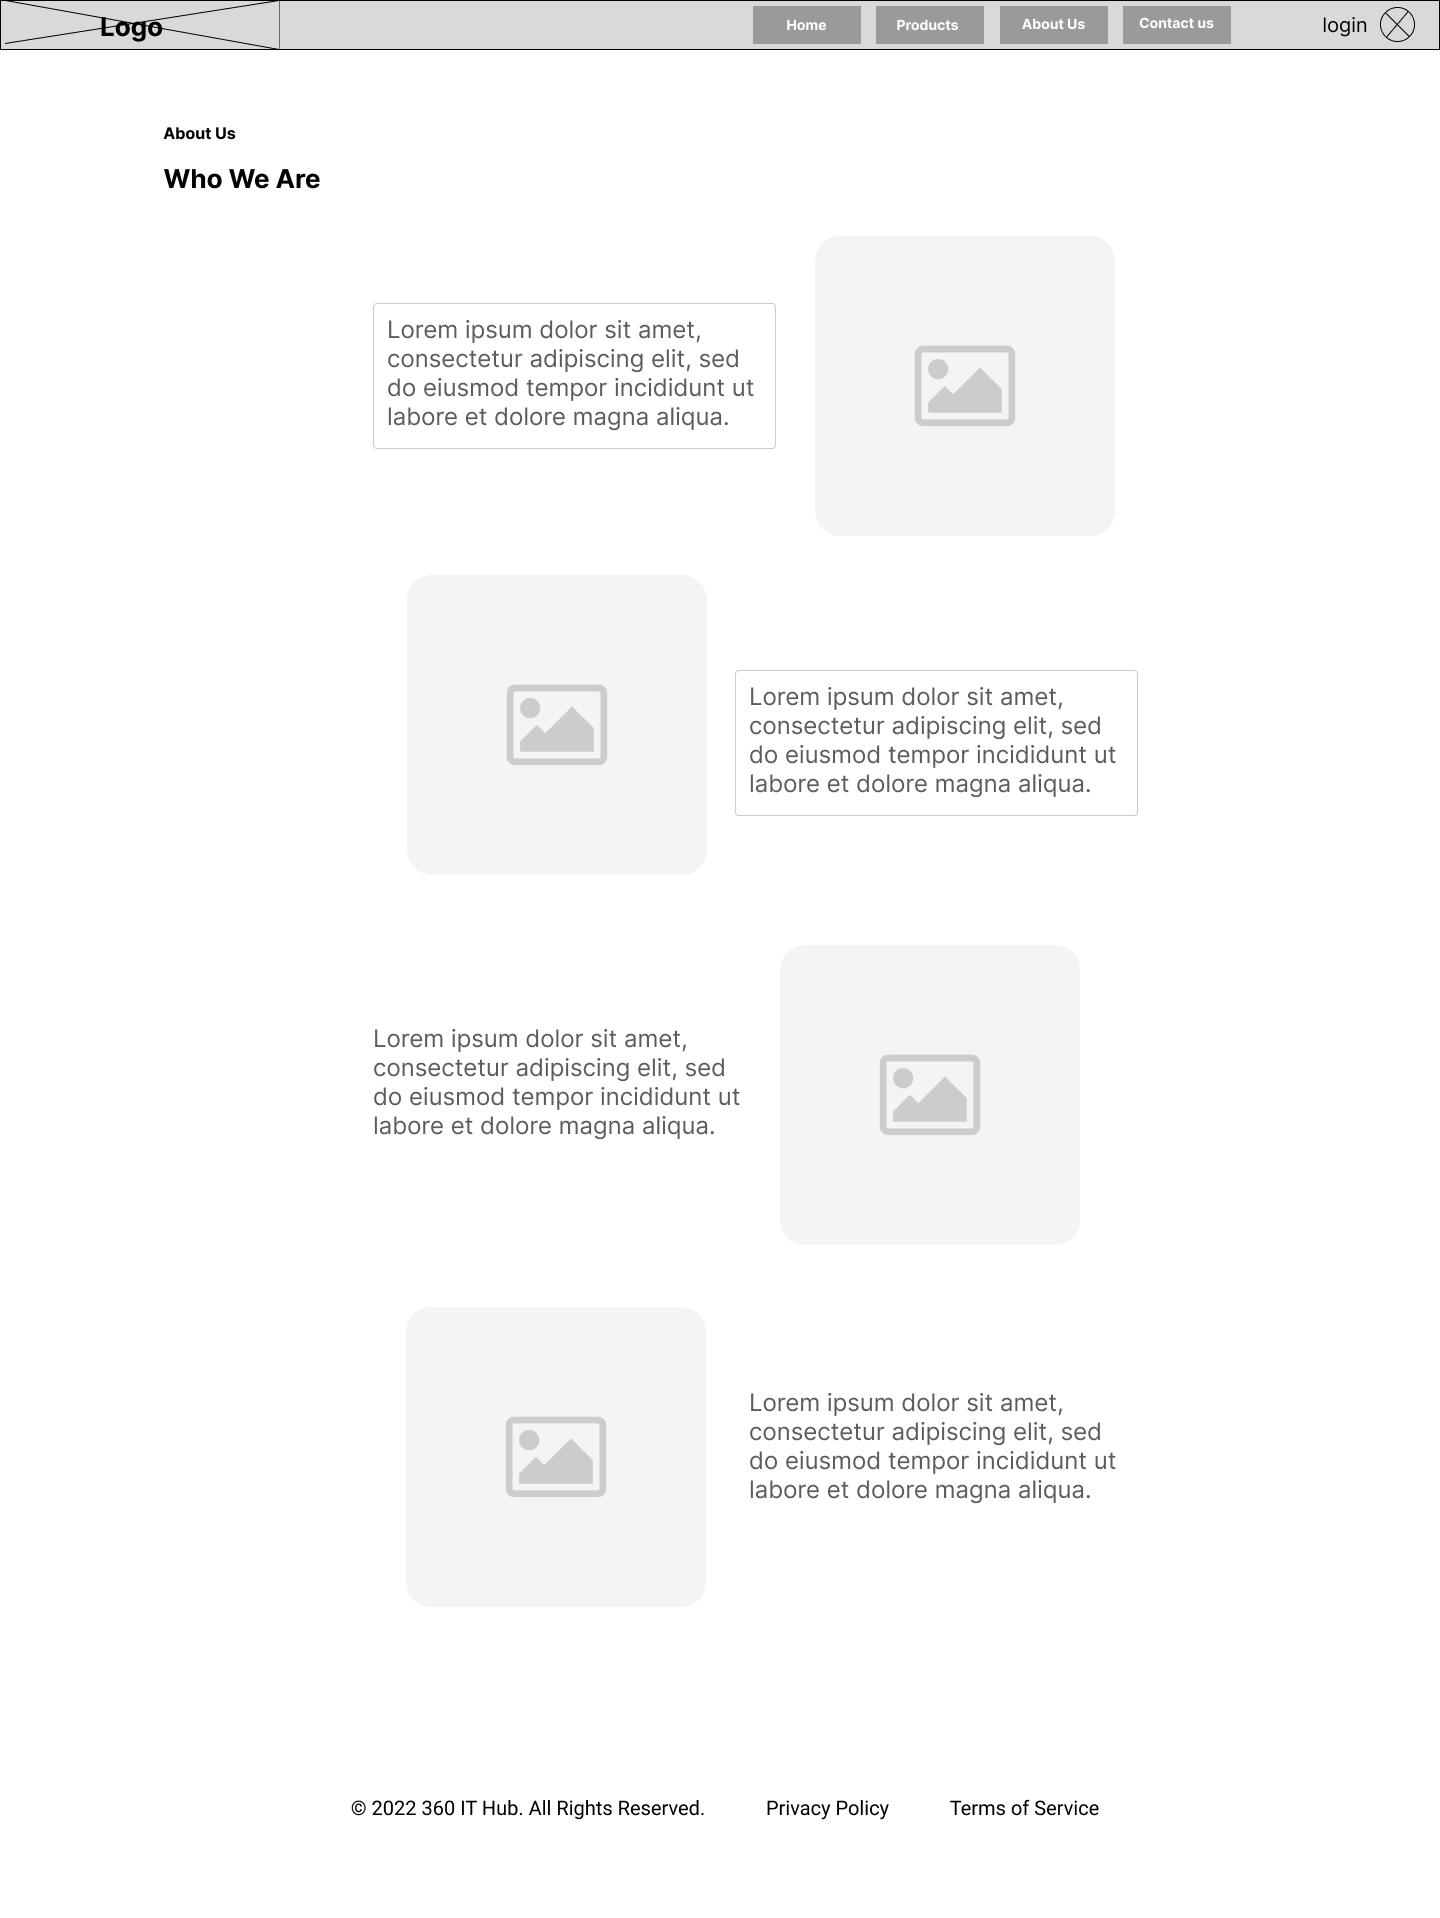 Logo
Home
Products
About Us
Contact us
login
About Us
Who We Are
Lorem ipsum dolor sit amet,
consectetur adipiscing elit, sed
do eiusmod tempor incididunt ut
labore et dolore magna aliqua.
Lorem ipsum dolor sit amet,
consectetur adipiscing elit, sed
do eiusmod tempor incididunt ut
labore et dolore magna aliqua.
Lorem ipsum dolor sit amet,
consectetur adipiscing elit, sed
do eiusmod tempor incididunt ut
labore et dolore magna aliqua.
Lorem ipsum dolor sit amet,
consectetur adipiscing elit, sed
do eiusmod tempor incididunt ut
labore et dolore magna aliqua.
© 2022 360 IT Hub. All Rights Reserved.
Privacy Policy
Terms of Service